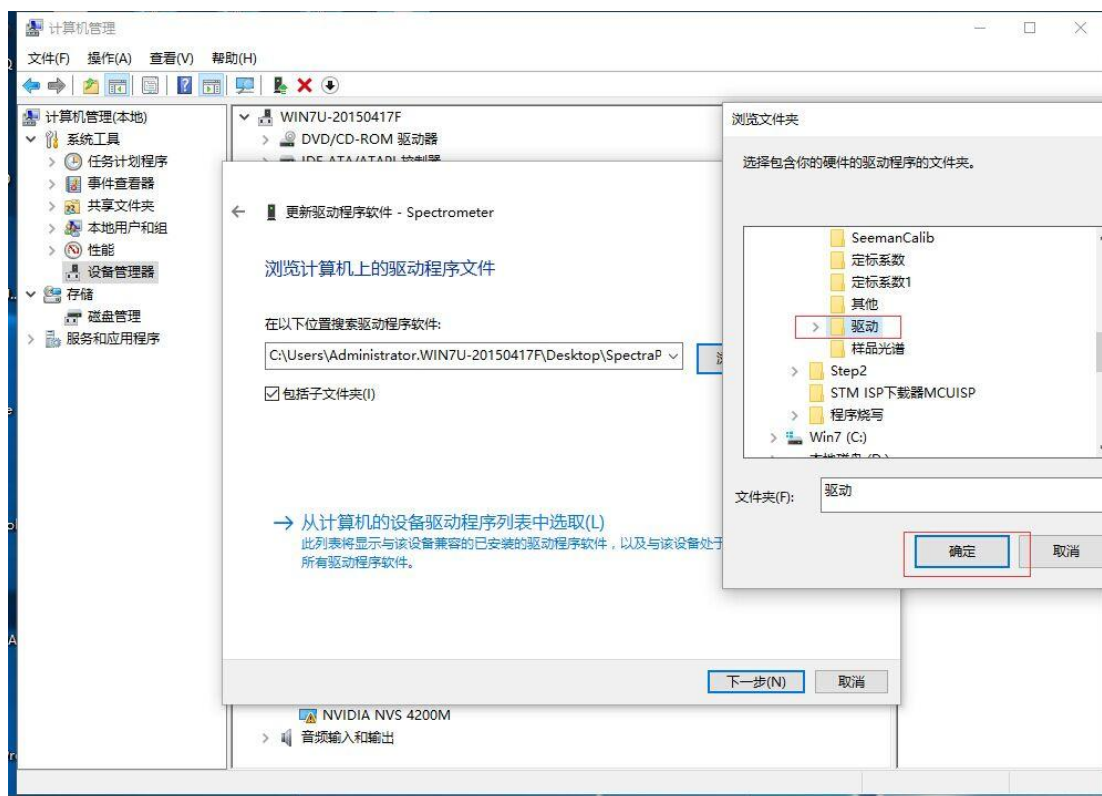 计算机管理
文件(F) 操作(A) 查看(V) 帮助(H)
计算机管理(本地)
系统工具
任务计划程序
事件查看器
共享文件夹
本地用户和组
性能
设备管理器
存储
磁盘管理
服务和应用程序
WIN7U-20150417F
DVD/CD-ROM 驱动器
IDE ATA/ATAPI 控制器
更新驱动程序软件 - Spectrometer
浏览计算机上的驱动程序文件
在以下位置搜索驱动程序软件:
C:\Users\Administrator.WIN7U-20150417F\Desktop\SpectraP
包括子文件夹(I)
从计算机的设备驱动程序列表中选取(L)
此列表将显示与该设备兼容的已安装的驱动程序软件，以及与该设备处于
所有驱动程序软件。
下一步(N) 取消
NVIDIA NVS 4200M
音频输入和输出
浏览文件夹
选择包含你的硬件的驱动程序的文件夹。
SeemanCalib
定标系数
定标系数1
其他
驱动
样品光谱
Step2
STM ISP下载器MCUISP
程序烧写
Win7 (C:)
本地磁盘 (D:)
文件夹(F): 驱动
确定 取消